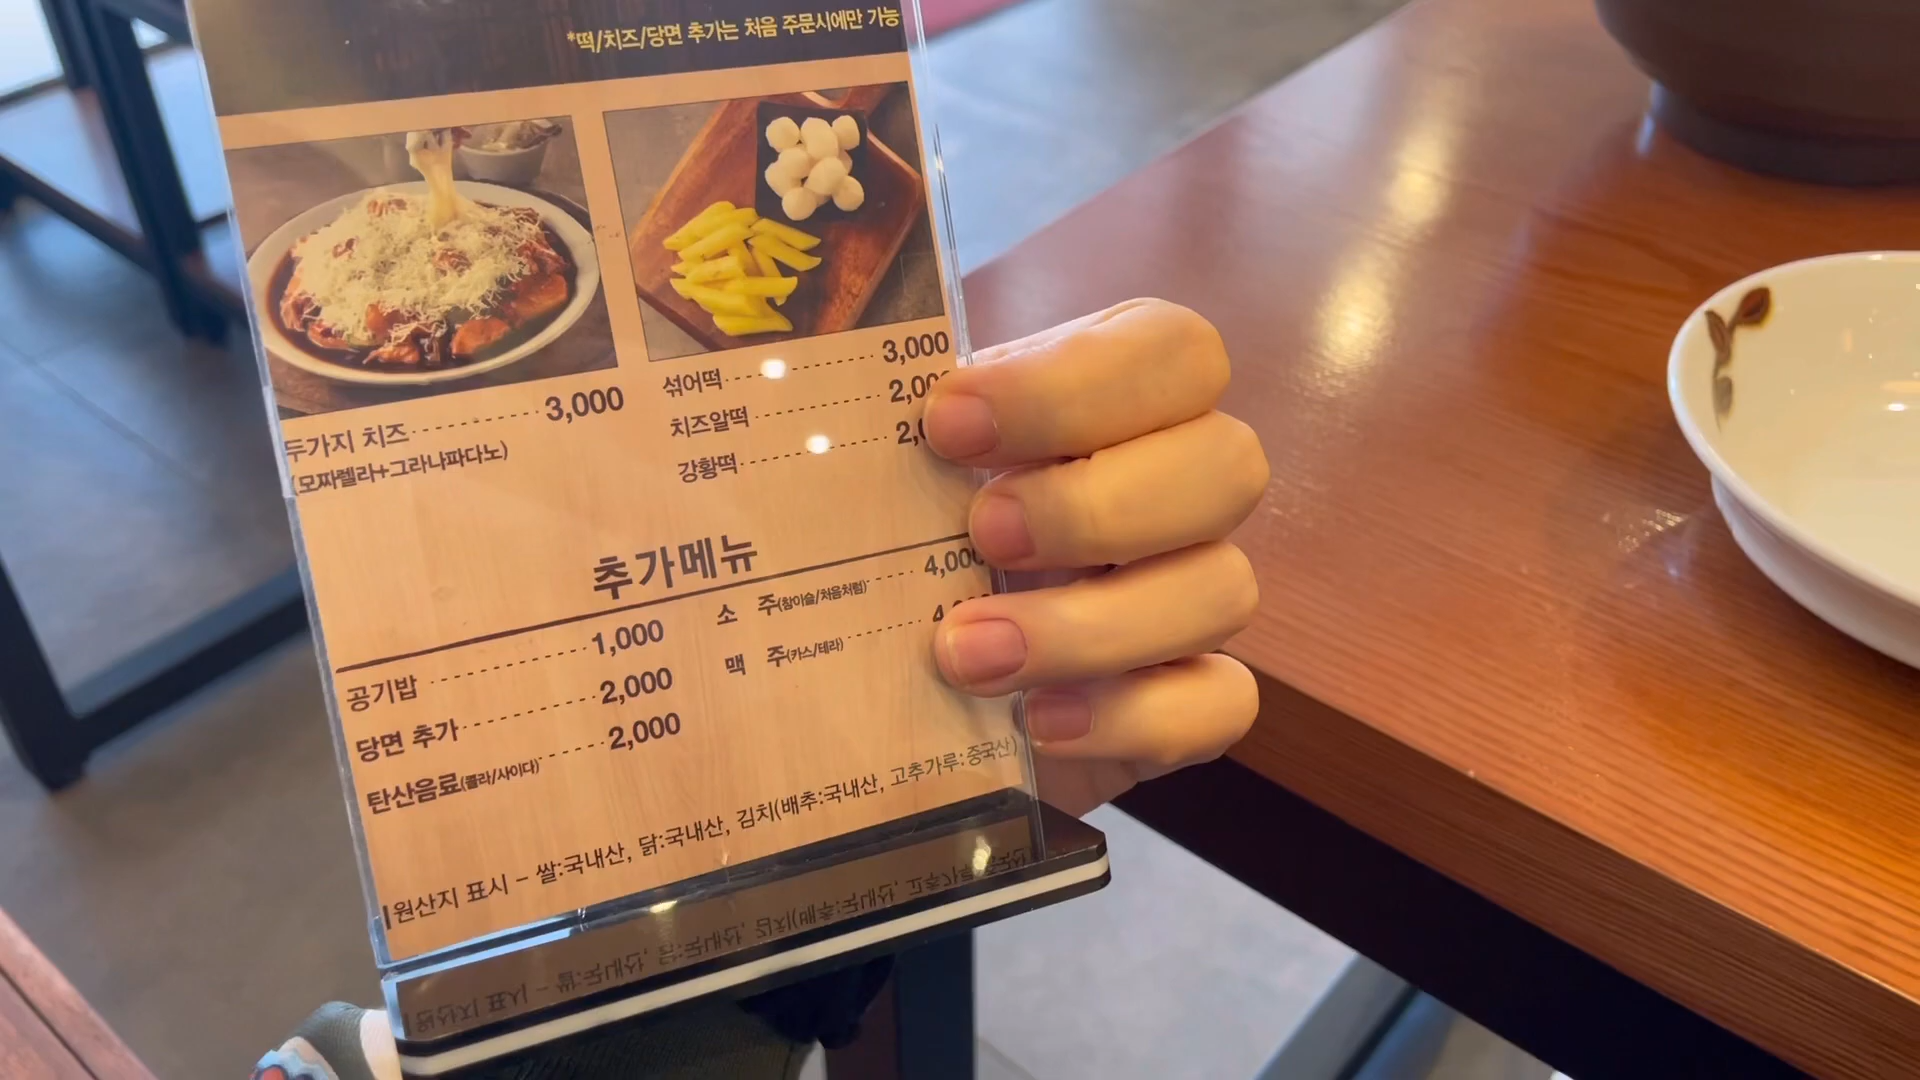 *떡/치즈/당면 추가는 처음 주문시에만 가능
두가지 치즈 3,000
(모짜렐라+그라나파다노)
섞어떡 3,000
치즈알떡
강황떡
추가메뉴
공기밥 1,000
당면 추가 2,000
탄산음료(콜라/사이다) 2,000
소 주(참이슬/처음처럼) 4,000
맥 주(카스/테라)
원산지 표시 - 쌀:국내산, 닭:국내산, 김치(배추:국내산, 고추가루:중국산)